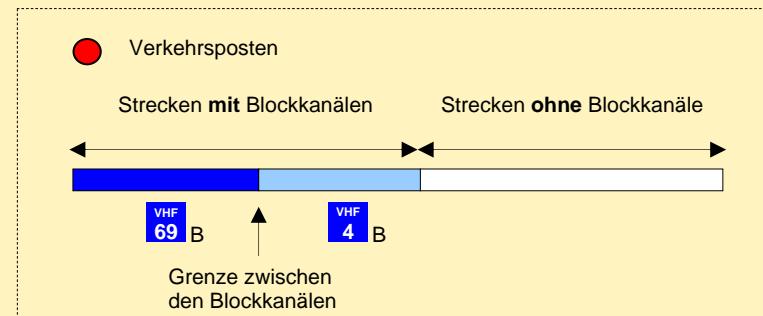 Verkehrsposten
Strecken mit Blockkanälen
Strecken ohne Blockkanäle
VHF
69 B
VHF
4 B
Grenze zwischen
den Blockkanälen